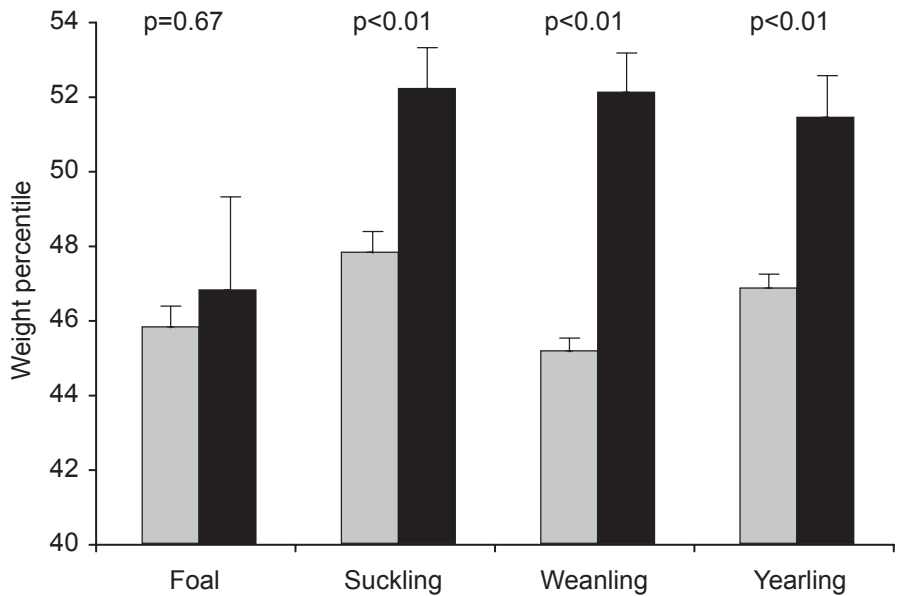 p=0.67 p<0.01 p<0.01 p<0.01
Weight percentile
54
52
50
48
46
44
42
40
Foal Suckling Weanling Yearling